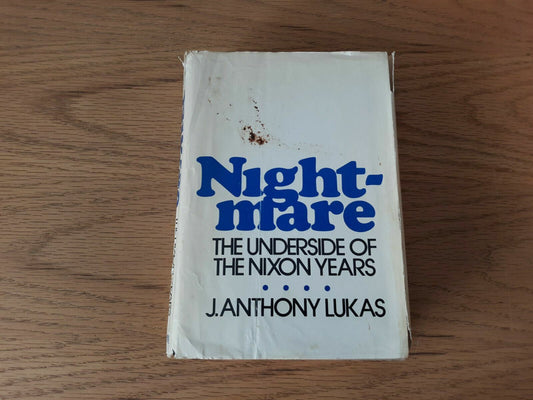 Night-
mare
THE UNDERSIDE OF
THE NIXON YEARS
J. ANTHONY LUKAS